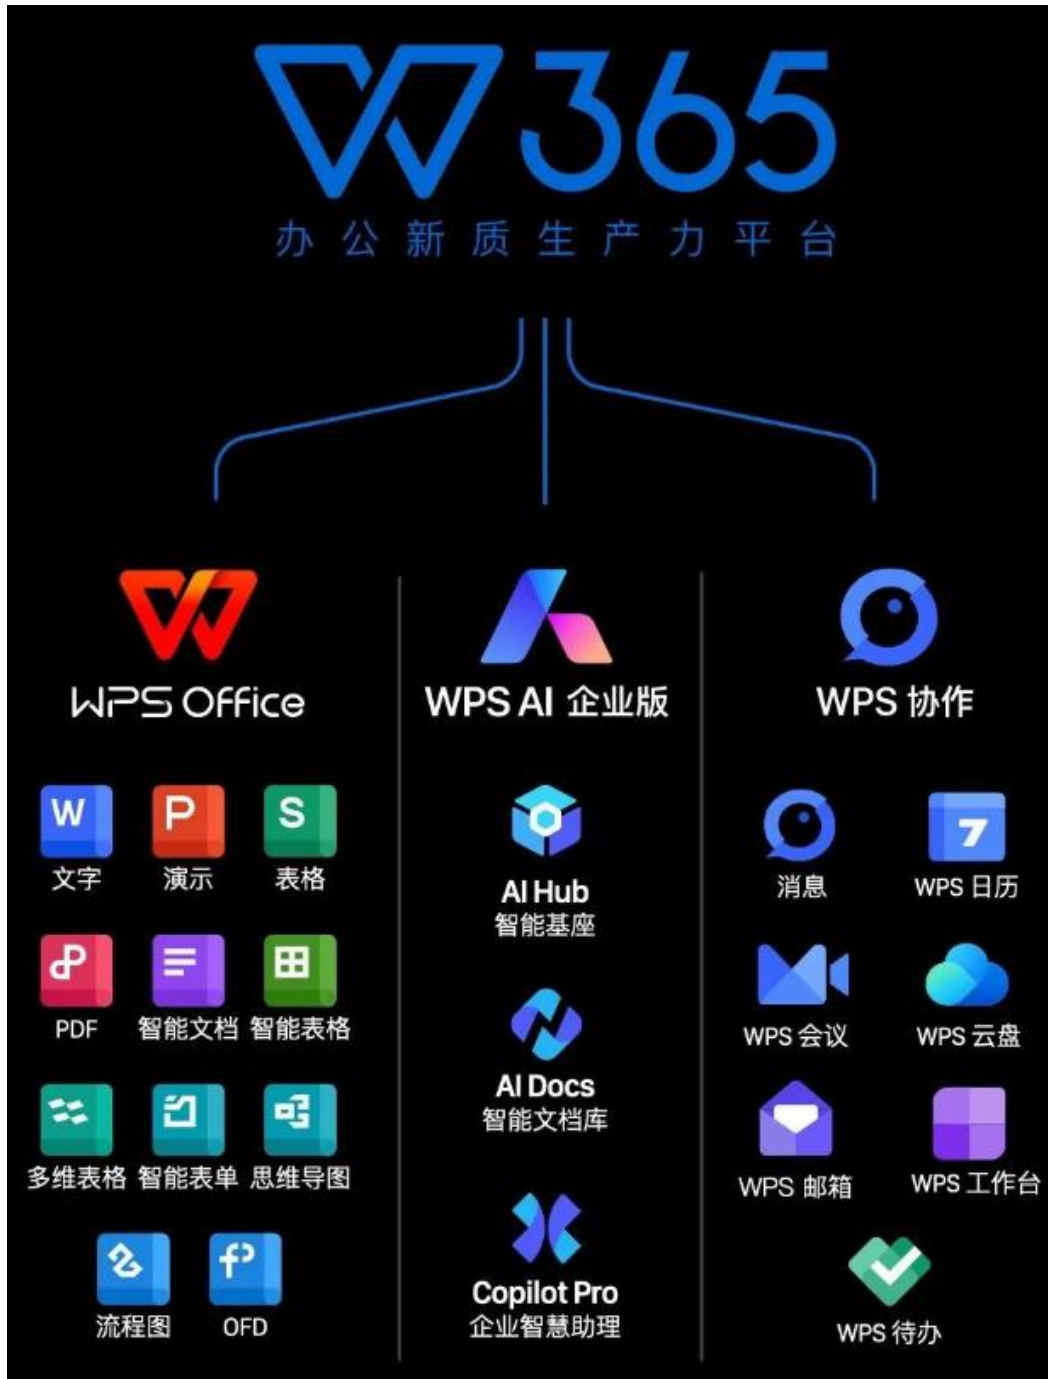 W365
办公新质生产力平台
WPS Office
文字
演示
表格
PDF
智能文档
智能表格
多维表格
智能表单
思维导图
流程图
OFD
WPS AI 企业版
AI Hub
智能基座
AI Docs
智能文档库
Copilot Pro
企业智慧助理
WPS 协作
消息
7
WPS 日历
WPS 会议
WPS 云盘
WPS 邮箱
WPS 工作台
WPS 待办